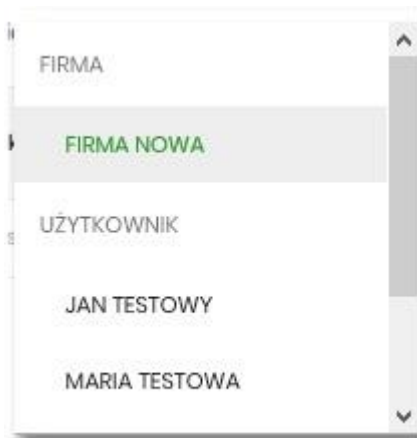 FIRMA
FIRMA NOWA
UŻYTKOWNIK
JAN TESTOWY
MARIA TESTOWA